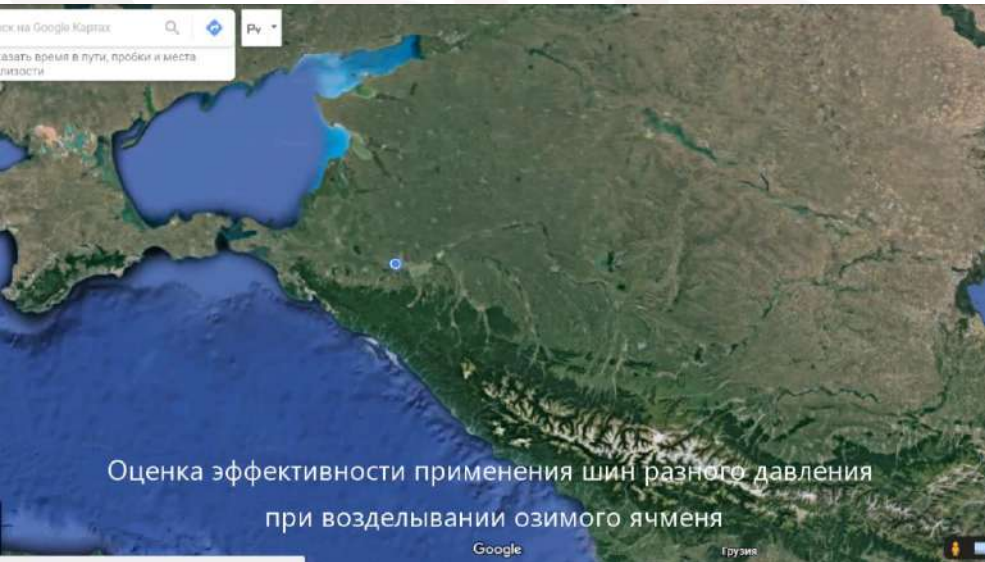 ск на Google Картах
Ру
азать время в пути, пробки и места
лизости
Оценка эффективности применения шин разного давления
при возделывании озимого ячменя
Google
Грузия